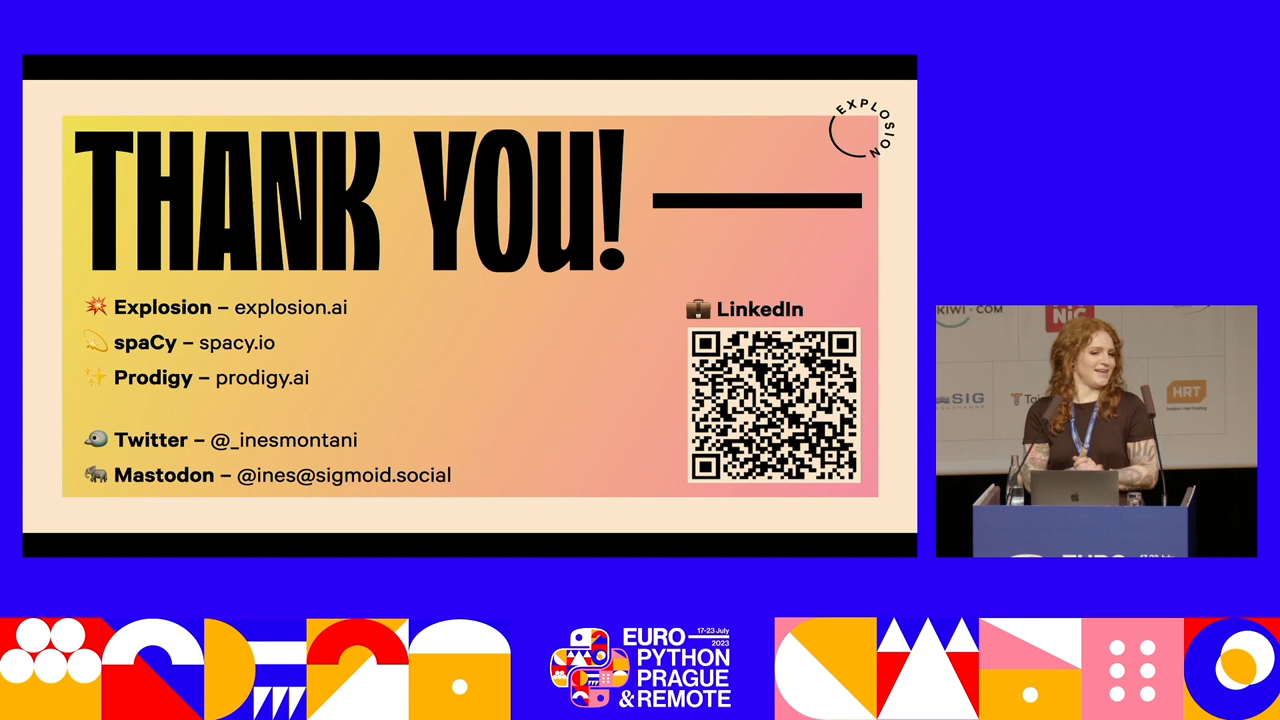 EXPLOSION
THANK YOU!
💥 Explosion – explosion.ai
💫 spaCy – spacy.io
✨ Prodigy – prodigy.ai
🐦 Twitter – @_inesmontani
🐘 Mastodon – @ines@sigmoid.social
💼 LinkedIn
KIWI.COM
NiC
SIG
HRT
EURO
17-23 July
2023
PYTHON
PRAGUE
& REMOTE